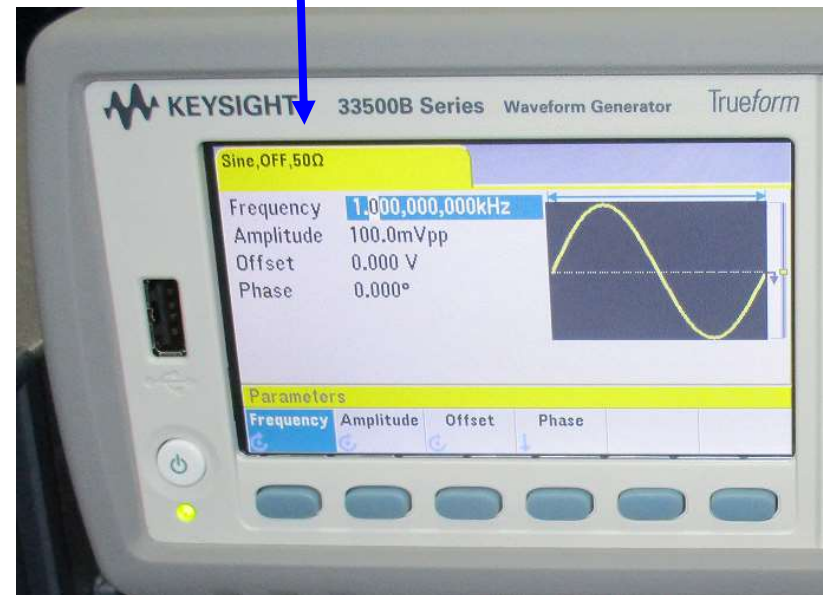 KEYSIGHT 33500B Series Waveform Generator Trueform
Sine,OFF,50Ω
Frequency 1.000,000,000kHz
Amplitude 100.0mVpp
Offset 0.000 V
Phase 0.000°
Parameters
Frequency Amplitude Offset Phase